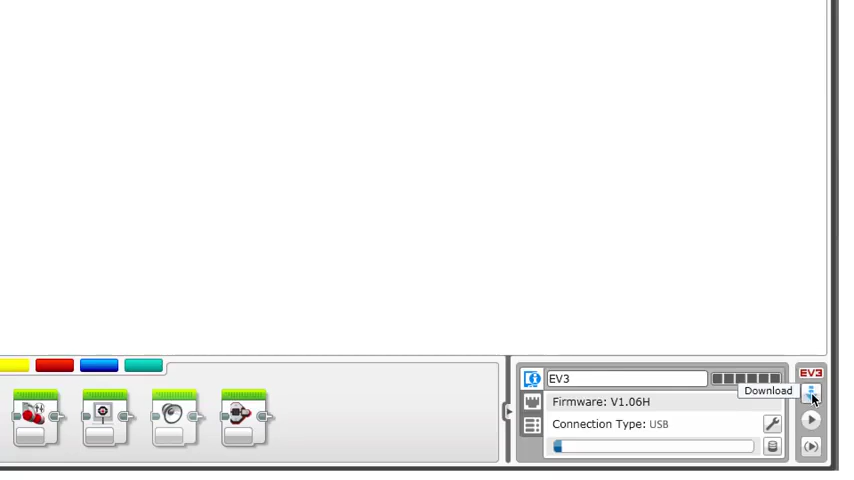 EV3
EV3
Download
Firmware: V1.06H
Connection Type: USB